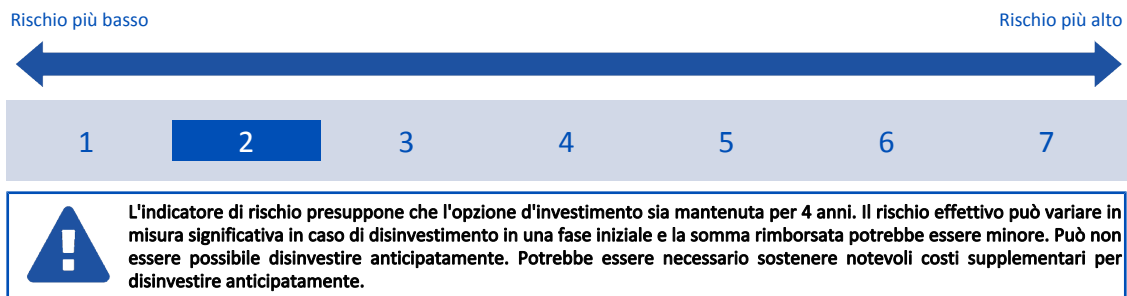 Rischio più basso Rischio più alto
1 2 3 4 5 6 7
L'indicatore di rischio presuppone che l'opzione d'investimento sia mantenuta per 4 anni. Il rischio effettivo può variare in
misura significativa in caso di disinvestimento in una fase iniziale e la somma rimborsata potrebbe essere minore. Può non
essere possibile disinvestire anticipatamente. Potrebbe essere necessario sostenere notevoli costi supplementari per
disinvestire anticipatamente.